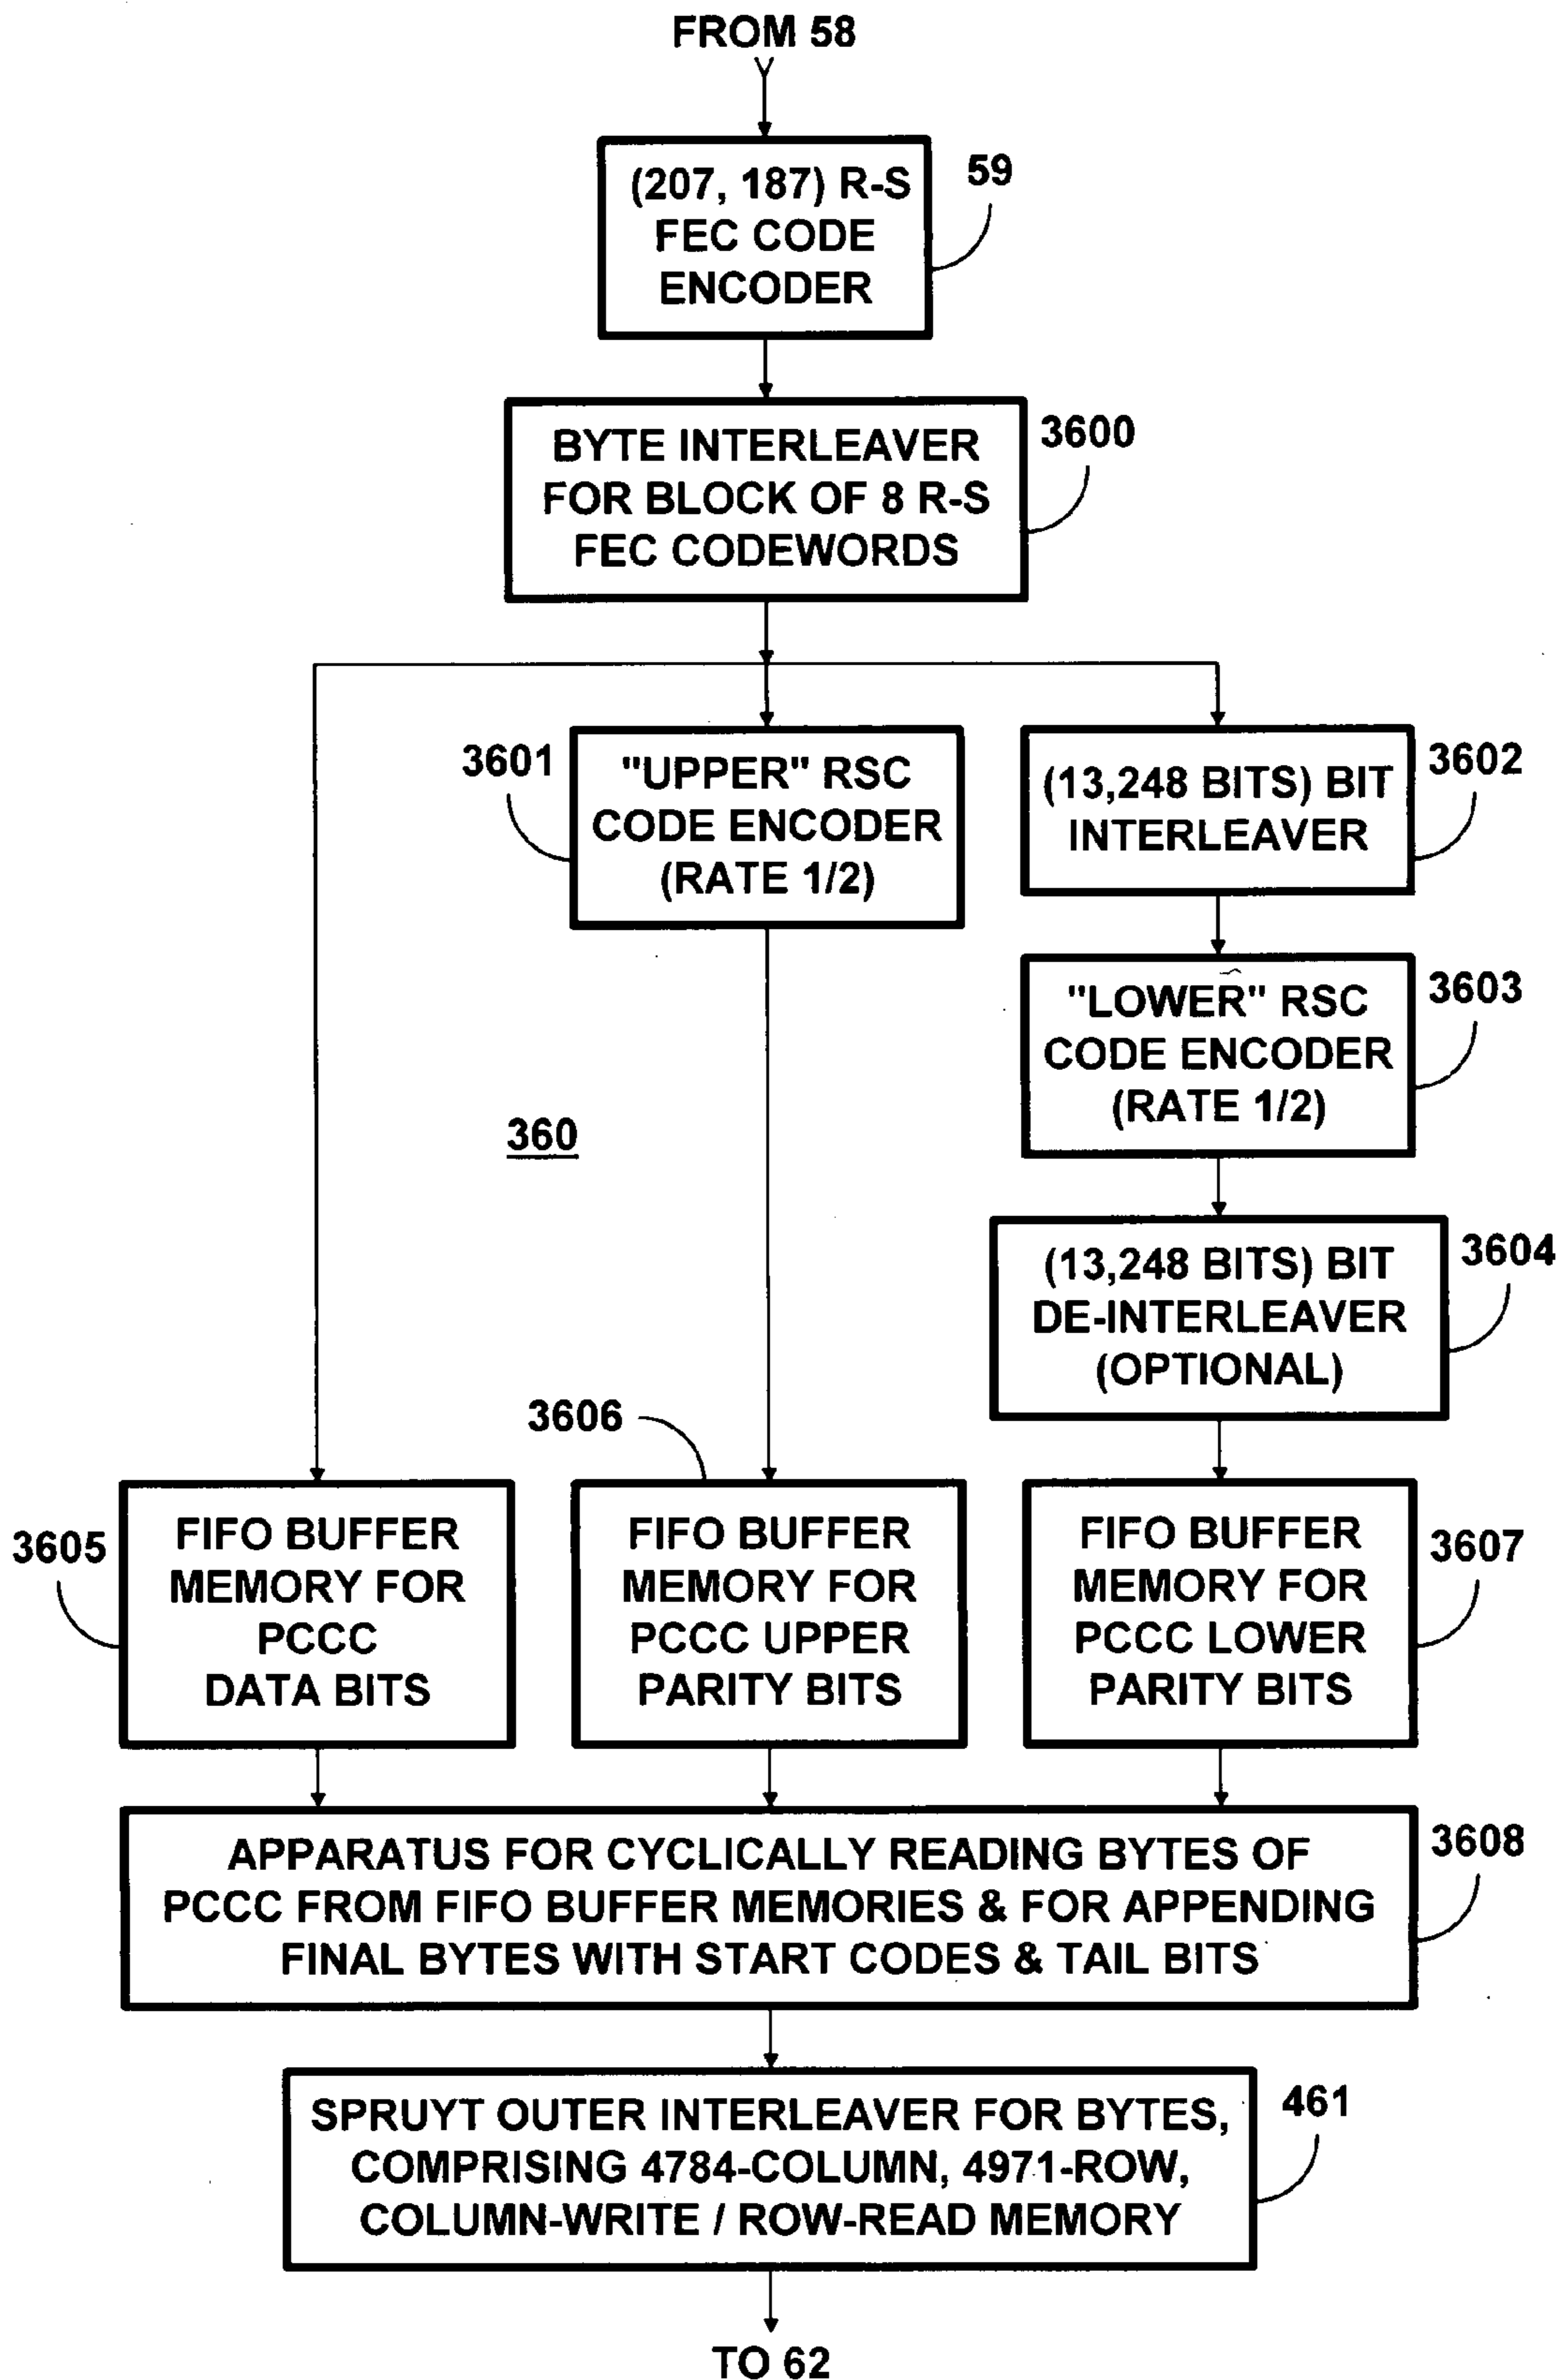 FROM 58
(207, 187) R-S
FEC CODE
ENCODER
59
BYTE INTERLEAVER
FOR BLOCK OF 8 R-S
FEC CODEWORDS
3600
3601
"UPPER" RSC
CODE ENCODER
(RATE 1/2)
(13,248 BITS) BIT
INTERLEAVER
3602
"LOWER" RSC
CODE ENCODER
(RATE 1/2)
3603
360
(13,248 BITS) BIT
DE-INTERLEAVER
(OPTIONAL)
3604
3605
FIFO BUFFER
MEMORY FOR
PCCC
DATA BITS
3606
FIFO BUFFER
MEMORY FOR
PCCC UPPER
PARITY BITS
FIFO BUFFER
MEMORY FOR
PCCC LOWER
PARITY BITS
3607
APPARATUS FOR CYCLICALLY READING BYTES OF
PCCC FROM FIFO BUFFER MEMORIES & FOR APPENDING
FINAL BYTES WITH START CODES & TAIL BITS
3608
SPRUYT OUTER INTERLEAVER FOR BYTES,
COMPRISING 4784-COLUMN, 4971-ROW,
COLUMN-WRITE / ROW-READ MEMORY
461
TO 62